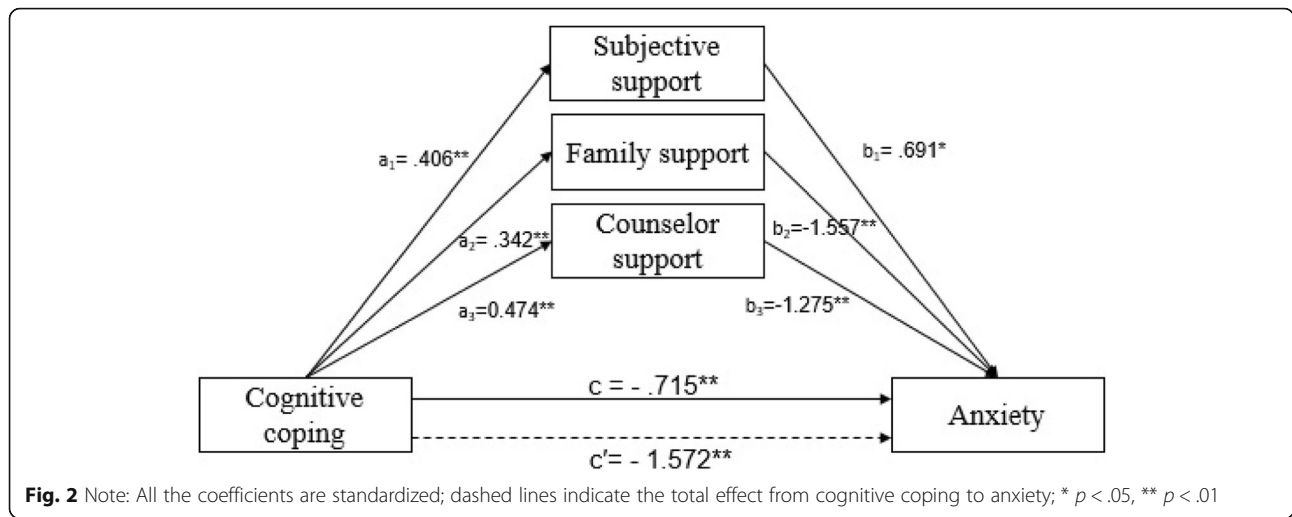 Subjective
support
Family support
Counselor
support
a₁= .406**
a₂= .342**
a₃=0.474**
b₁= .691*
b₂=-1.557**
b₃=-1.275**
Cognitive
coping
c = - .715**
c′= - 1.572**
Anxiety
Fig. 2 Note: All the coefficients are standardized; dashed lines indicate the total effect from cognitive coping to anxiety; * p < .05, ** p < .01